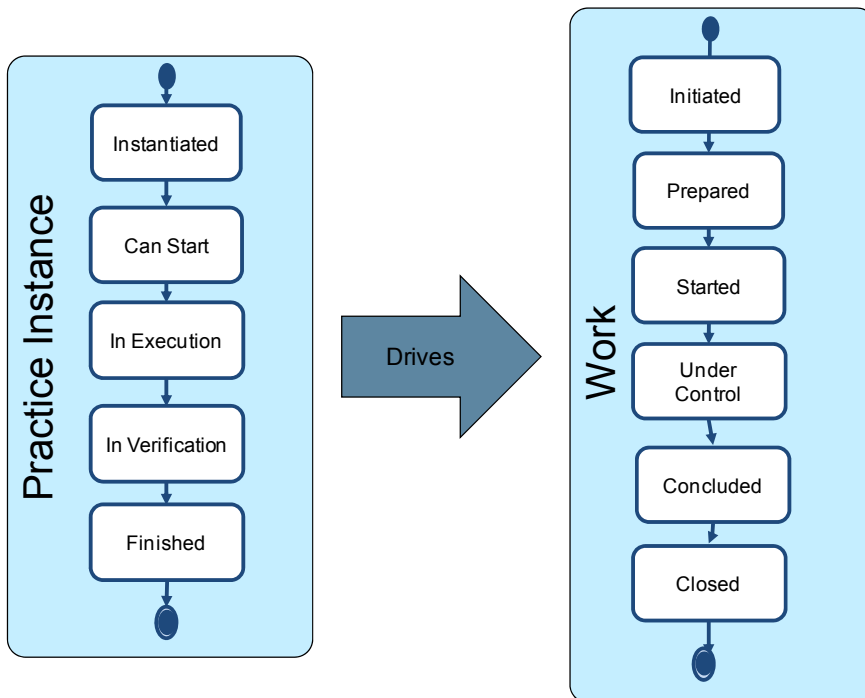 Practice Instance
Instantiated
Can Start
In Execution
In Verification
Finished
Drives
Work
Initiated
Prepared
Started
Under
Control
Concluded
Closed